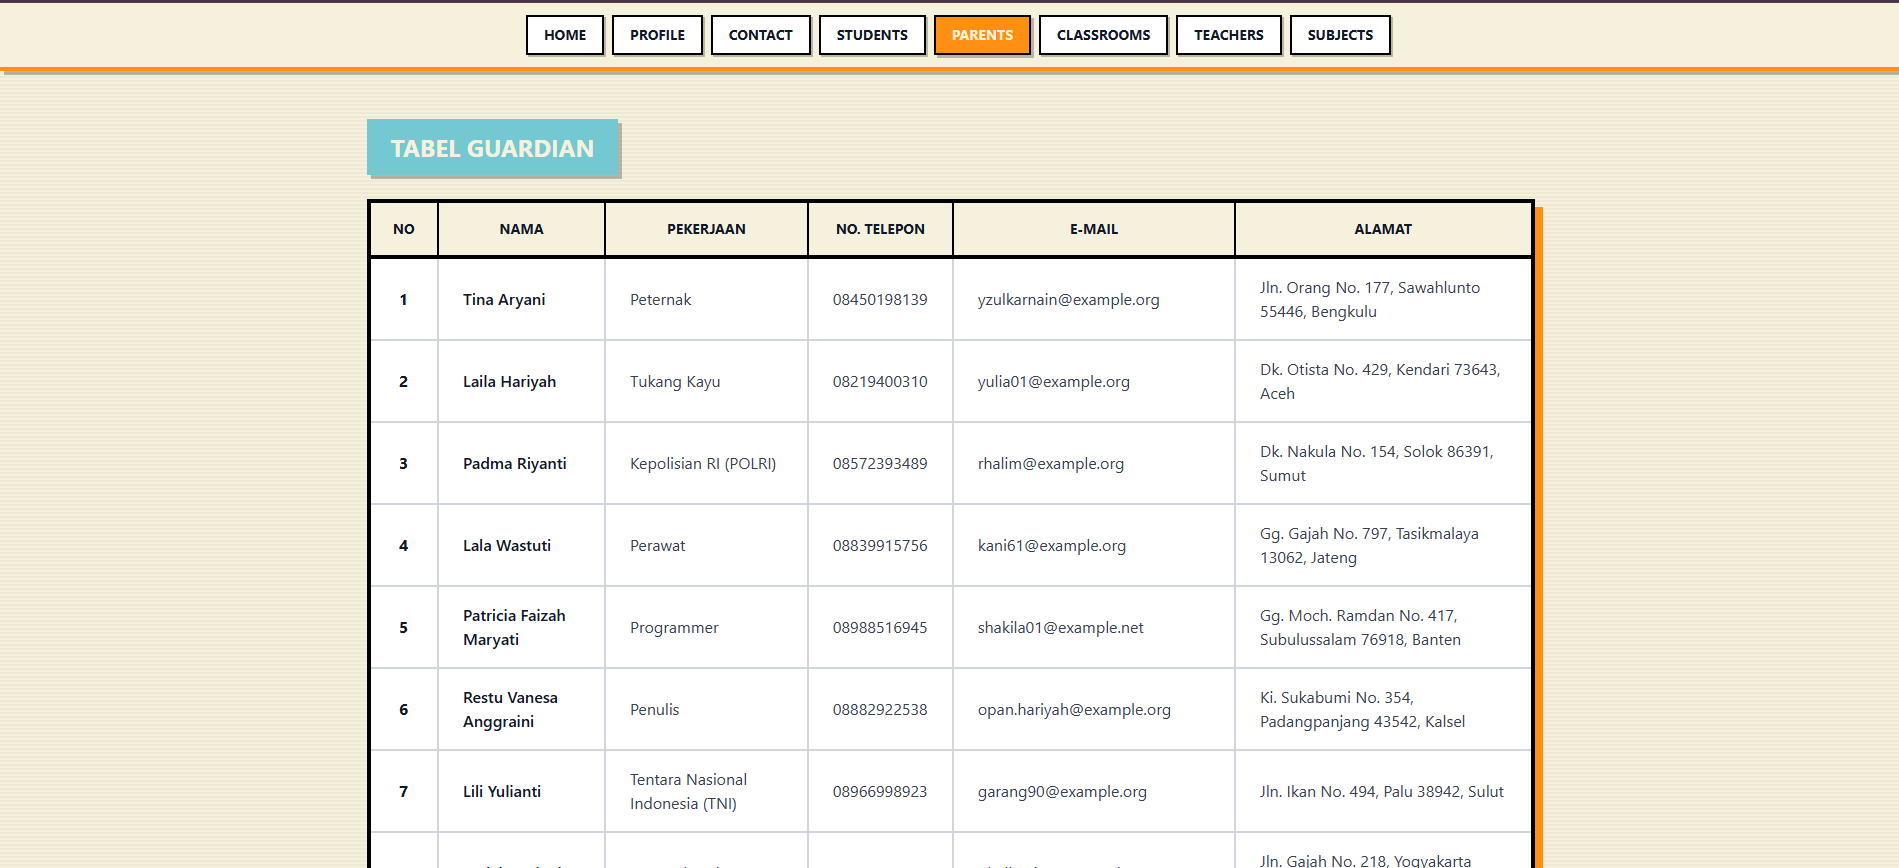 HOME PROFILE CONTACT STUDENTS PARENTS CLASSROOMS TEACHERS SUBJECTS
TABEL GUARDIAN
NO NAMA PEKERJAAN NO. TELEPON E-MAIL ALAMAT
1 Tina Aryani Peternak 08450198139 yzulkarnain@example.org Jln. Orang No. 177, Sawahlunto
55446, Bengkulu
2 Laila Hariyah Tukang Kayu 08219400310 yulia01@example.org Dk. Otista No. 429, Kendari 73643,
Aceh
3 Padma Riyanti Kepolisian RI (POLRI) 08572393489 rhalim@example.org Dk. Nakula No. 154, Solok 86391,
Sumut
4 Lala Wastuti Perawat 08839915756 kani61@example.org Gg. Gajah No. 797, Tasikmalaya
13062, Jateng
5 Patricia Faizah Programmer 08988516945 shakila01@example.net Gg. Moch. Ramdan No. 417,
Maryati Subulussalam 76918, Banten
6 Restu Vanesa Penulis 08882922538 opan.hariyah@example.org Ki. Sukabumi No. 354,
Anggraini Padangpanjang 43542, Kalsel
7 Lili Yulianti Tentara Nasional 08966998923 garang90@example.org Jln. Ikan No. 494, Palu 38942, Sulut
Indonesia (TNI)
Jln. Gajah No. 218, Yogyakarta